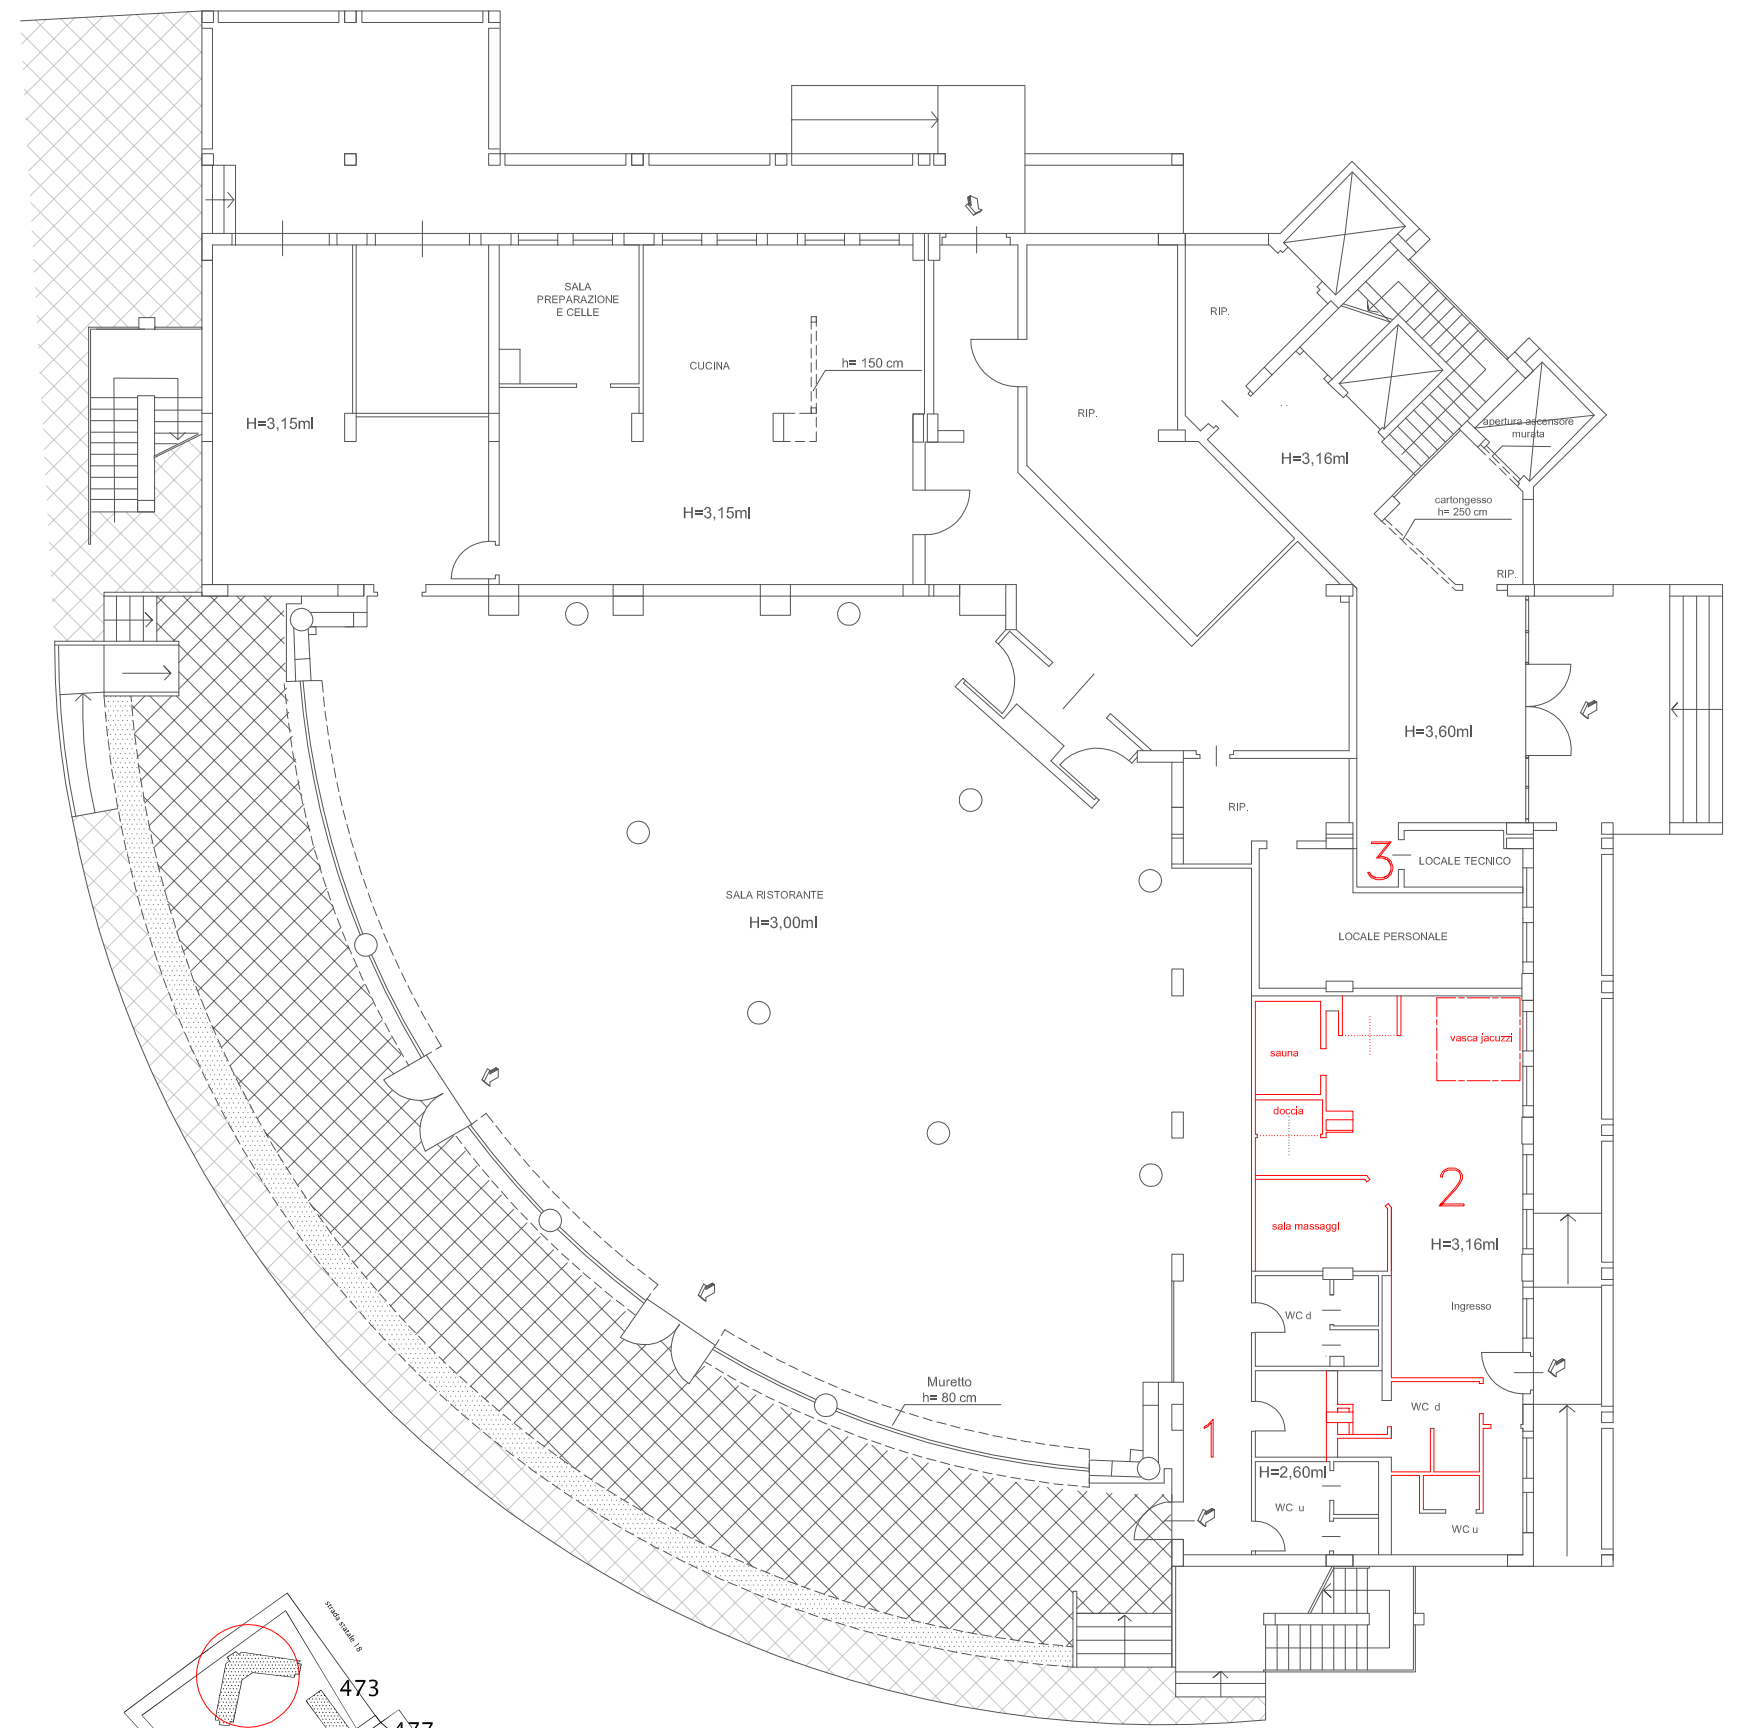 SALA
PREPARAZIONE
E CELLE
CUCINA
h= 150 cm
H=3,15ml
H=3,15ml
RIP.
RIP.
H=3,16ml
apertura ascensore
murata
cartongesso
h= 250 cm
RIP.
H=3,60ml
RIP.
3
LOCALE TECNICO
SALA RISTORANTE
H=3,00ml
LOCALE PERSONALE
sauna
vasca jacuzzi
doccia
2
sala massaggI
H=3,16ml
Ingresso
WC d
Muretto
h= 80 cm
WC d
1
H=2,60ml
WC u
WC u
strada statale 18
473
477